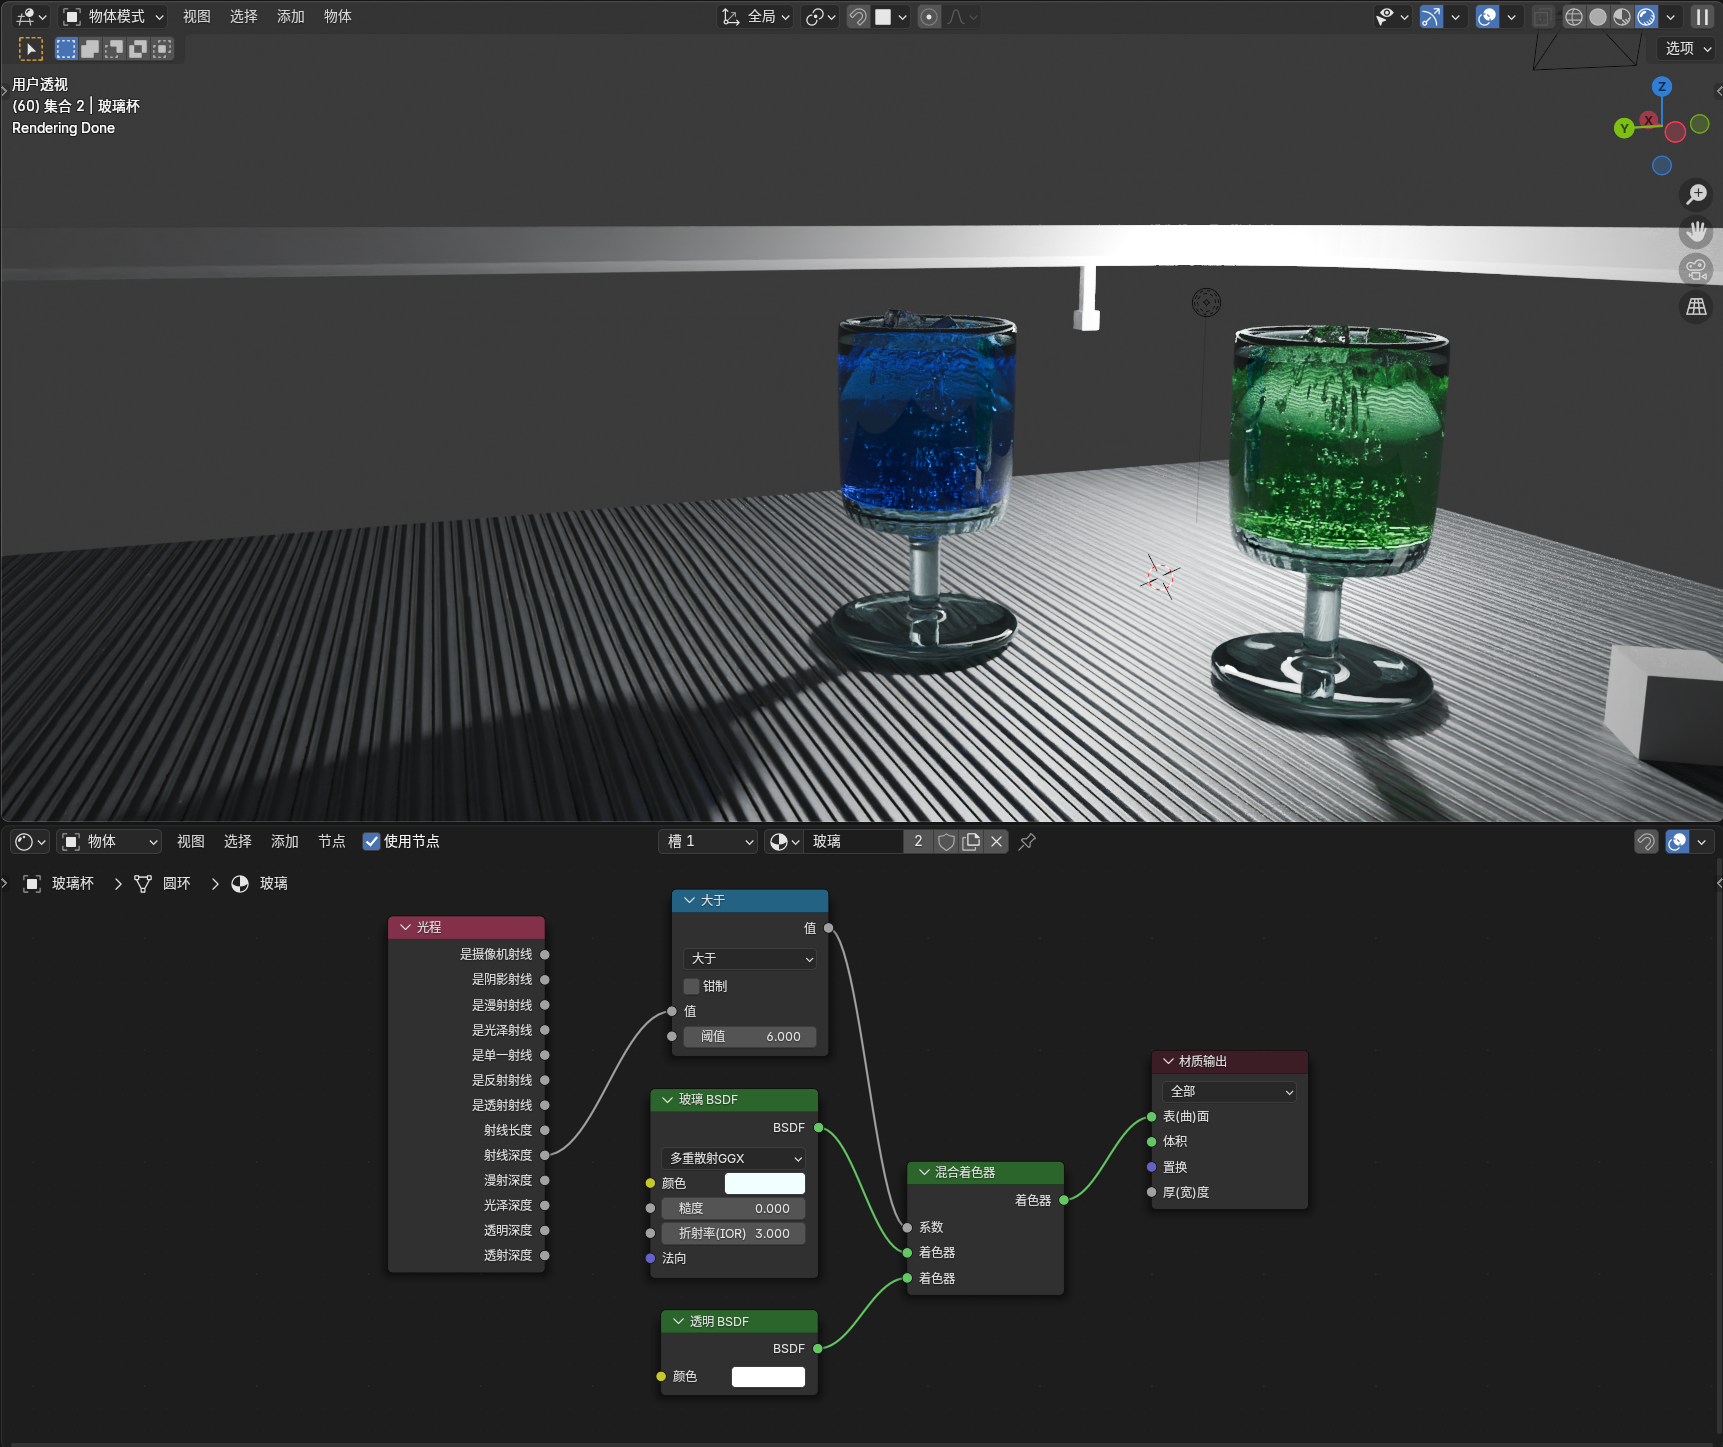 物体模式 视图 选择 添加 物体 全局
选项
用户透视
(60) 集合 2 | 玻璃杯
Rendering Done
Z
Y
X
物体 视图 选择 添加 节点 使用节点 槽 1 玻璃 2
玻璃杯 圆环 玻璃
光程
是摄像机射线
是阴影射线
是漫射射线
是光泽射线
是单一射线
是反射射线
是透射射线
射线长度
射线深度
漫射深度
光泽深度
透明深度
透射深度
大于
值
大于
钳制
值
阈值 6.000
玻璃 BSDF
BSDF
多重散射GGX
颜色
糙度 0.000
折射率(IOR) 3.000
法向
透明 BSDF
BSDF
颜色
混合着色器
着色器
系数
着色器
着色器
材质输出
全部
表(曲)面
体积
置换
厚(宽)度